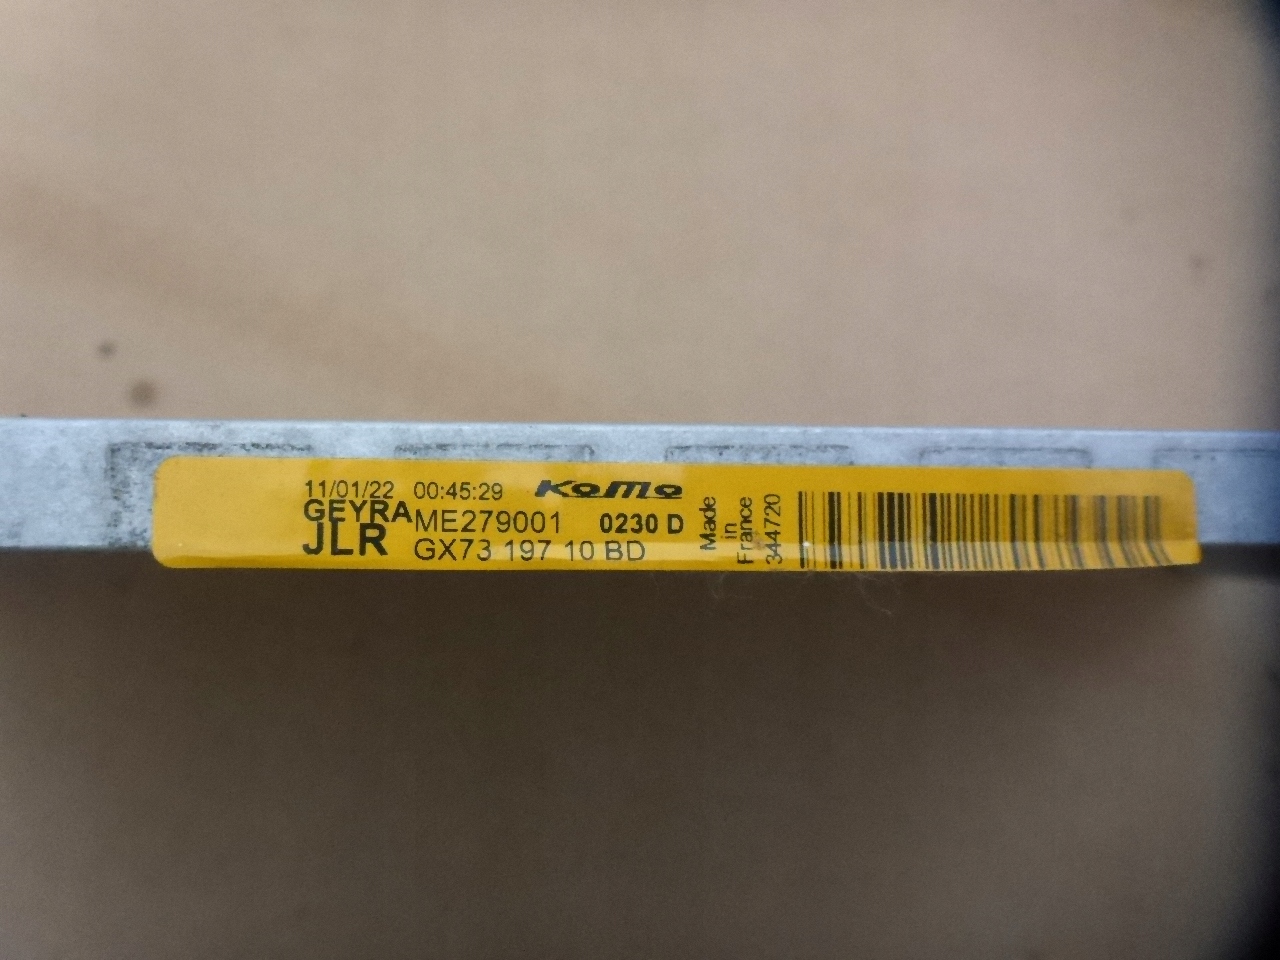 11/01/22 00:45:29 KoMo
GEYRA ME279001 0230 D
JLR GX73 197 10 BD
Made
in
France
344720